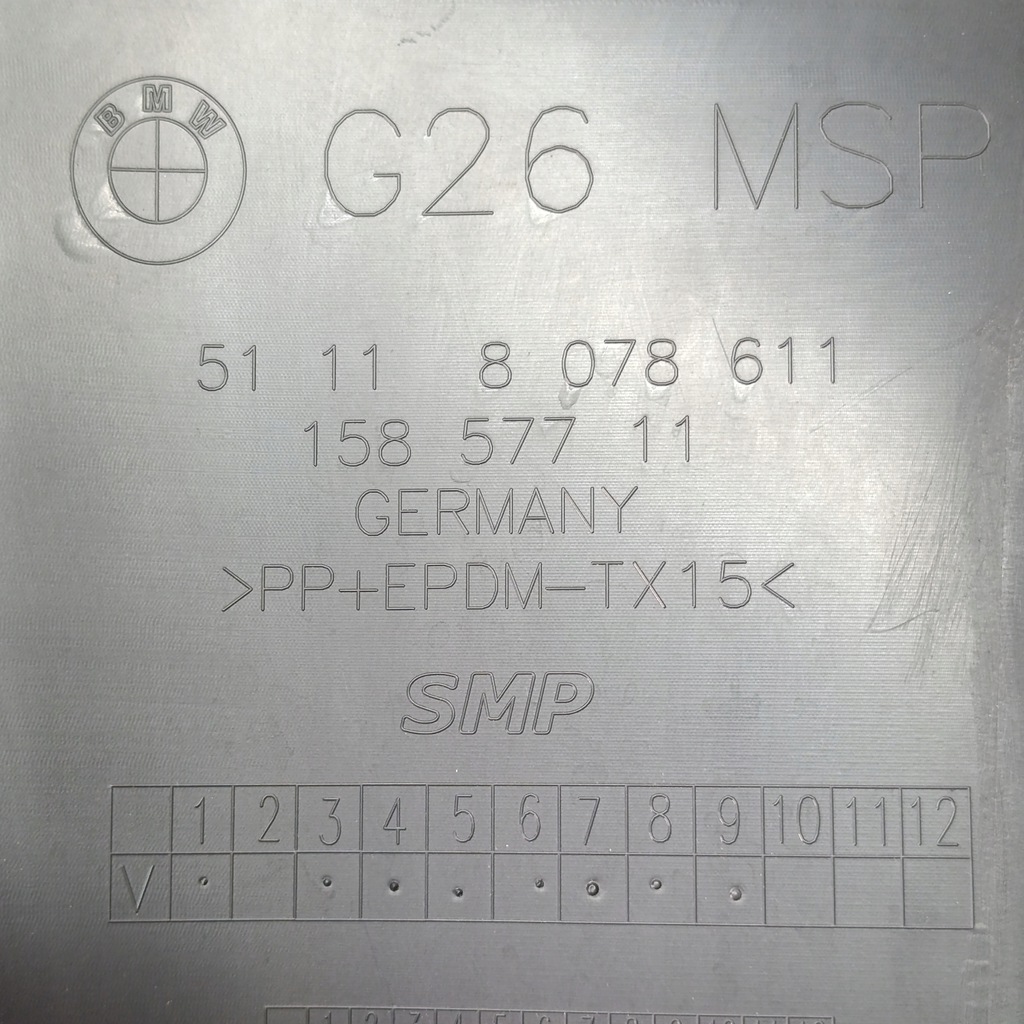 BMW G26 MSP
51 11 8 078 611
158 577 11
GERMANY
>PP+EPDM-TX15<
SMP
1 2 3 4 5 6 7 8 9 10 11 12
V